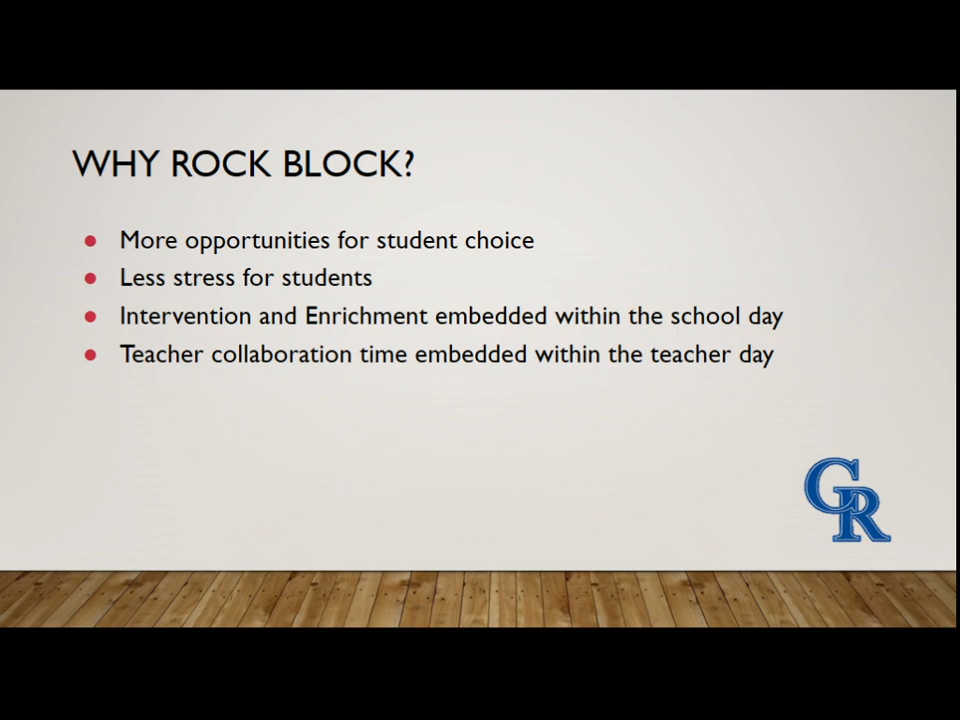 WHY ROCK BLOCK?
More opportunities for student choice
Less stress for students
Intervention and Enrichment embedded within the school day
Teacher collaboration time embedded within the teacher day
GR